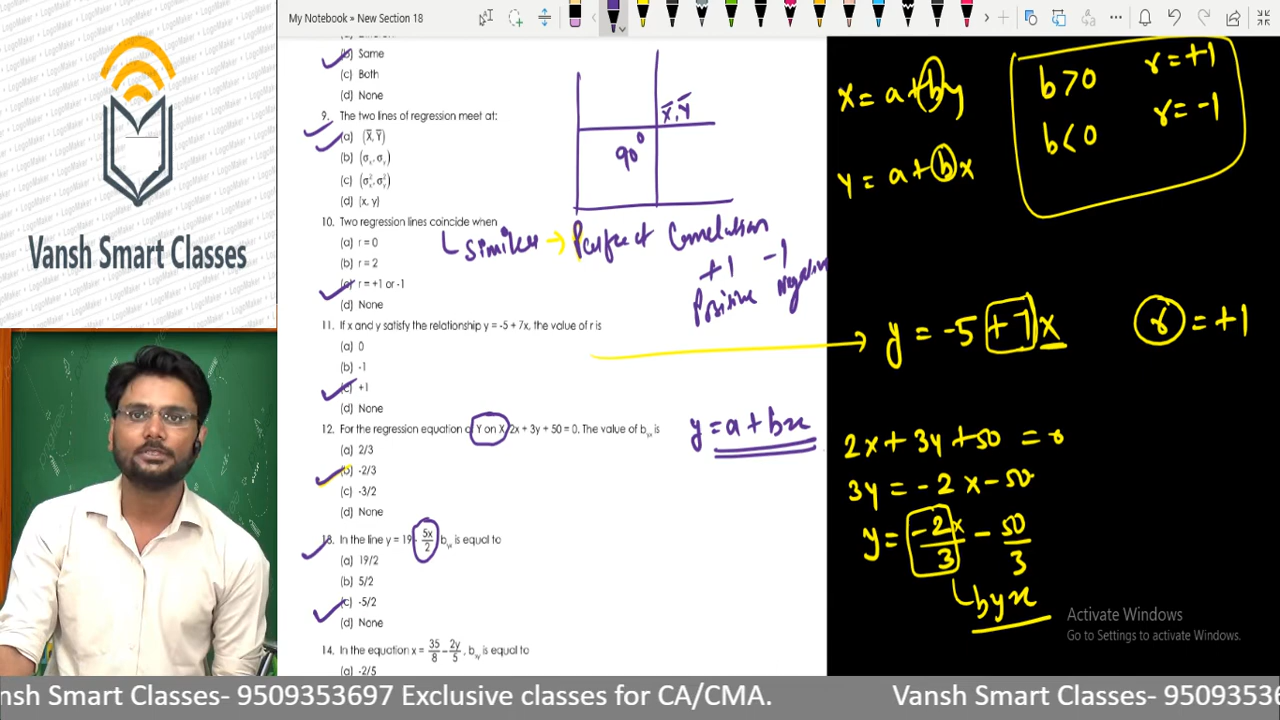 My Notebook » New Section 18
Vansh Smart Classes
(b) Same
(c) Both
(d) None
9. The two lines of regression meet at:
(a) (X̄, Ȳ)
(b) (σₓ, σᵧ)
(c) (σₓ², σᵧ²)
(d) (x, y)
10. Two regression lines coincide when
(a) r = 0
(b) r = 2
(c) r = +1 or -1
(d) None
11. If x and y satisfy the relationship y = -5 + 7x, the value of r is
(a) 0
(b) -1
(c) +1
(d) None
12. For the regression equation of Y on X, 2x + 3y + 50 = 0. The value of bᵧₓ is
(a) 2/3
(b) -2/3
(c) -3/2
(d) None
13. In the line y = 19 - 5x/2, bᵧₓ is equal to
(a) 19/2
(b) 5/2
(c) -5/2
(d) None
14. In the equation x = 35/8 - 2y/5, bₓᵧ is equal to
(a) -2/5
X̄, Ȳ
90°
Perfect Correlation
+1 -1
Positive Negative
y = a + bx
x = a + by
y = a + bx
b > 0 r = +1
b < 0 r = -1
y = -5 + 7x r = +1
2x + 3y + 50 = 0
3y = -2x - 50
y = -2x/3 - 50/3
byx
Activate Windows
Go to Settings to activate Windows.
nsh Smart Classes- 9509353697 Exclusive classes for CA/CMA. Vansh Smart Classes- 95093536